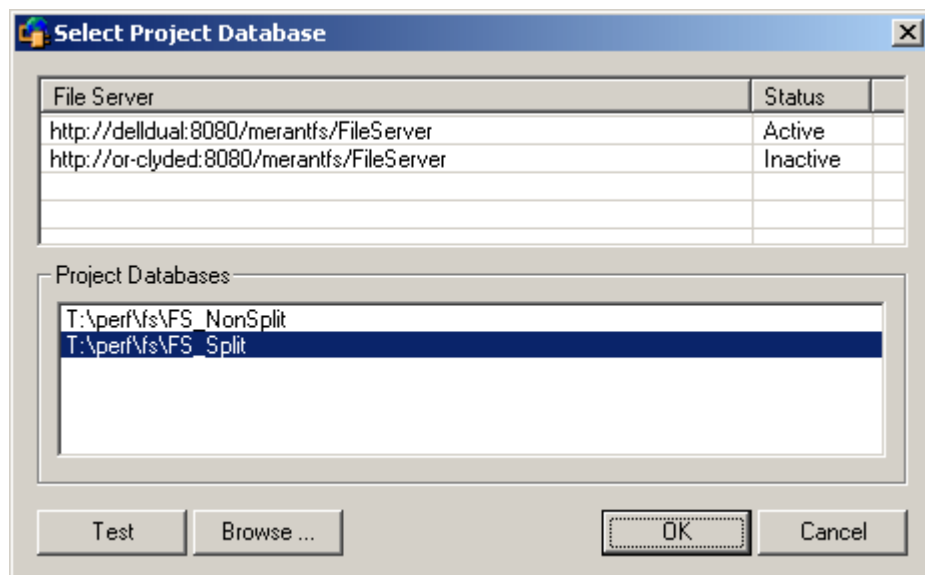 Select Project Database
File Server Status
http://delldual:8080/merantfs/FileServer Active
http://or-clyded:8080/merantfs/FileServer Inactive
Project Databases
T:\perf\fs\FS_NonSplit
T:\perf\fs\FS_Split
Test Browse ... OK Cancel